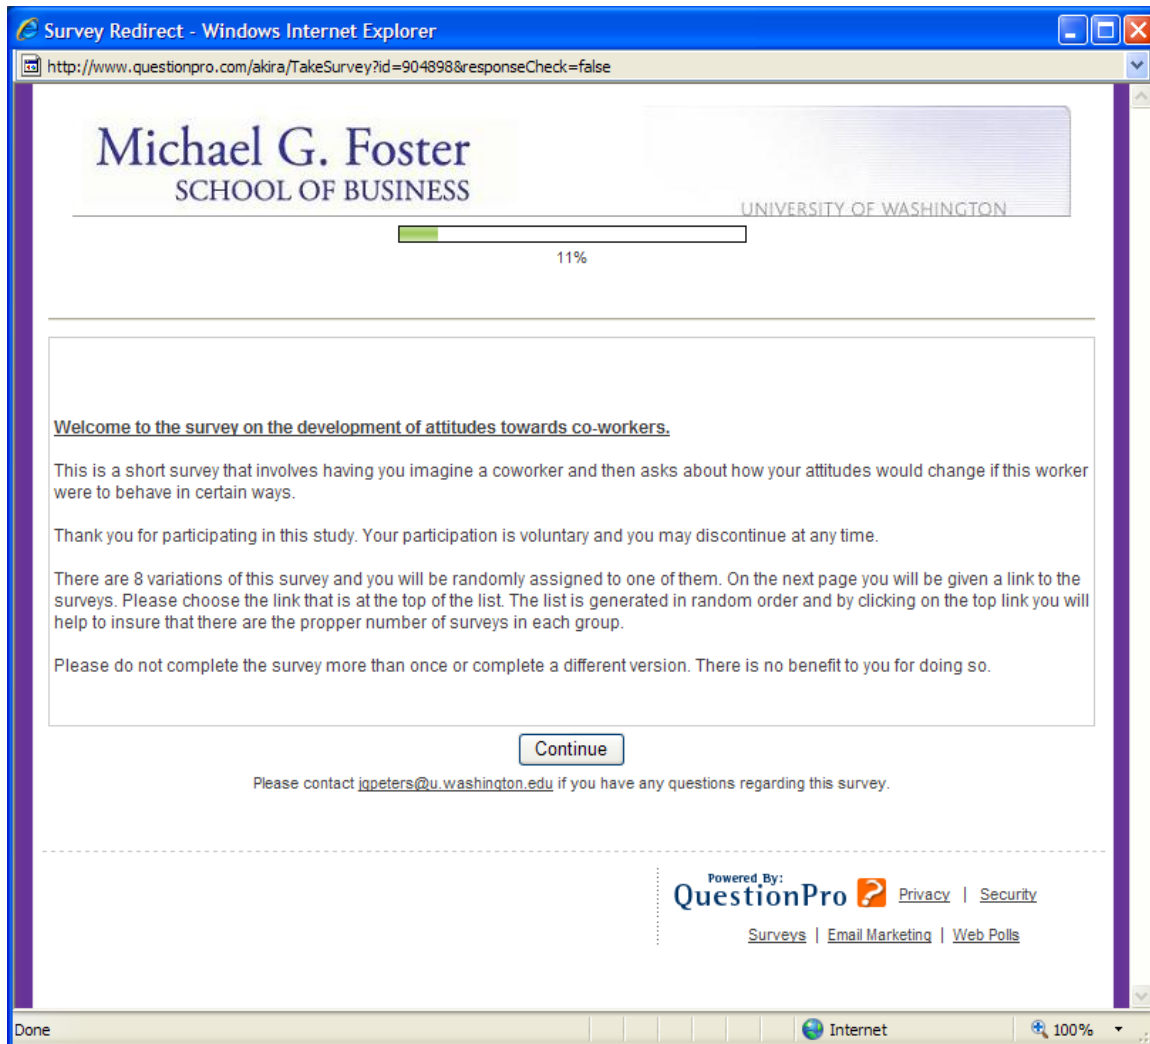 Survey Redirect - Windows Internet Explorer
http://www.questionpro.com/akira/TakeSurvey?id=904898&responseCheck=false
Michael G. Foster
SCHOOL OF BUSINESS
UNIVERSITY OF WASHINGTON
11%
Welcome to the survey on the development of attitudes towards co-workers.
This is a short survey that involves having you imagine a coworker and then asks about how your attitudes would change if this worker
were to behave in certain ways.
Thank you for participating in this study. Your participation is voluntary and you may discontinue at any time.
There are 8 variations of this survey and you will be randomly assigned to one of them. On the next page you will be given a link to the
surveys. Please choose the link that is at the top of the list. The list is generated in random order and by clicking on the top link you will
help to insure that there are the propper number of surveys in each group.
Please do not complete the survey more than once or complete a different version. There is no benefit to you for doing so.
Continue
Please contact jqpeters@u.washington.edu if you have any questions regarding this survey.
Powered By:
QuestionPro ? Privacy | Security
Surveys | Email Marketing | Web Polls
Done Internet 100%